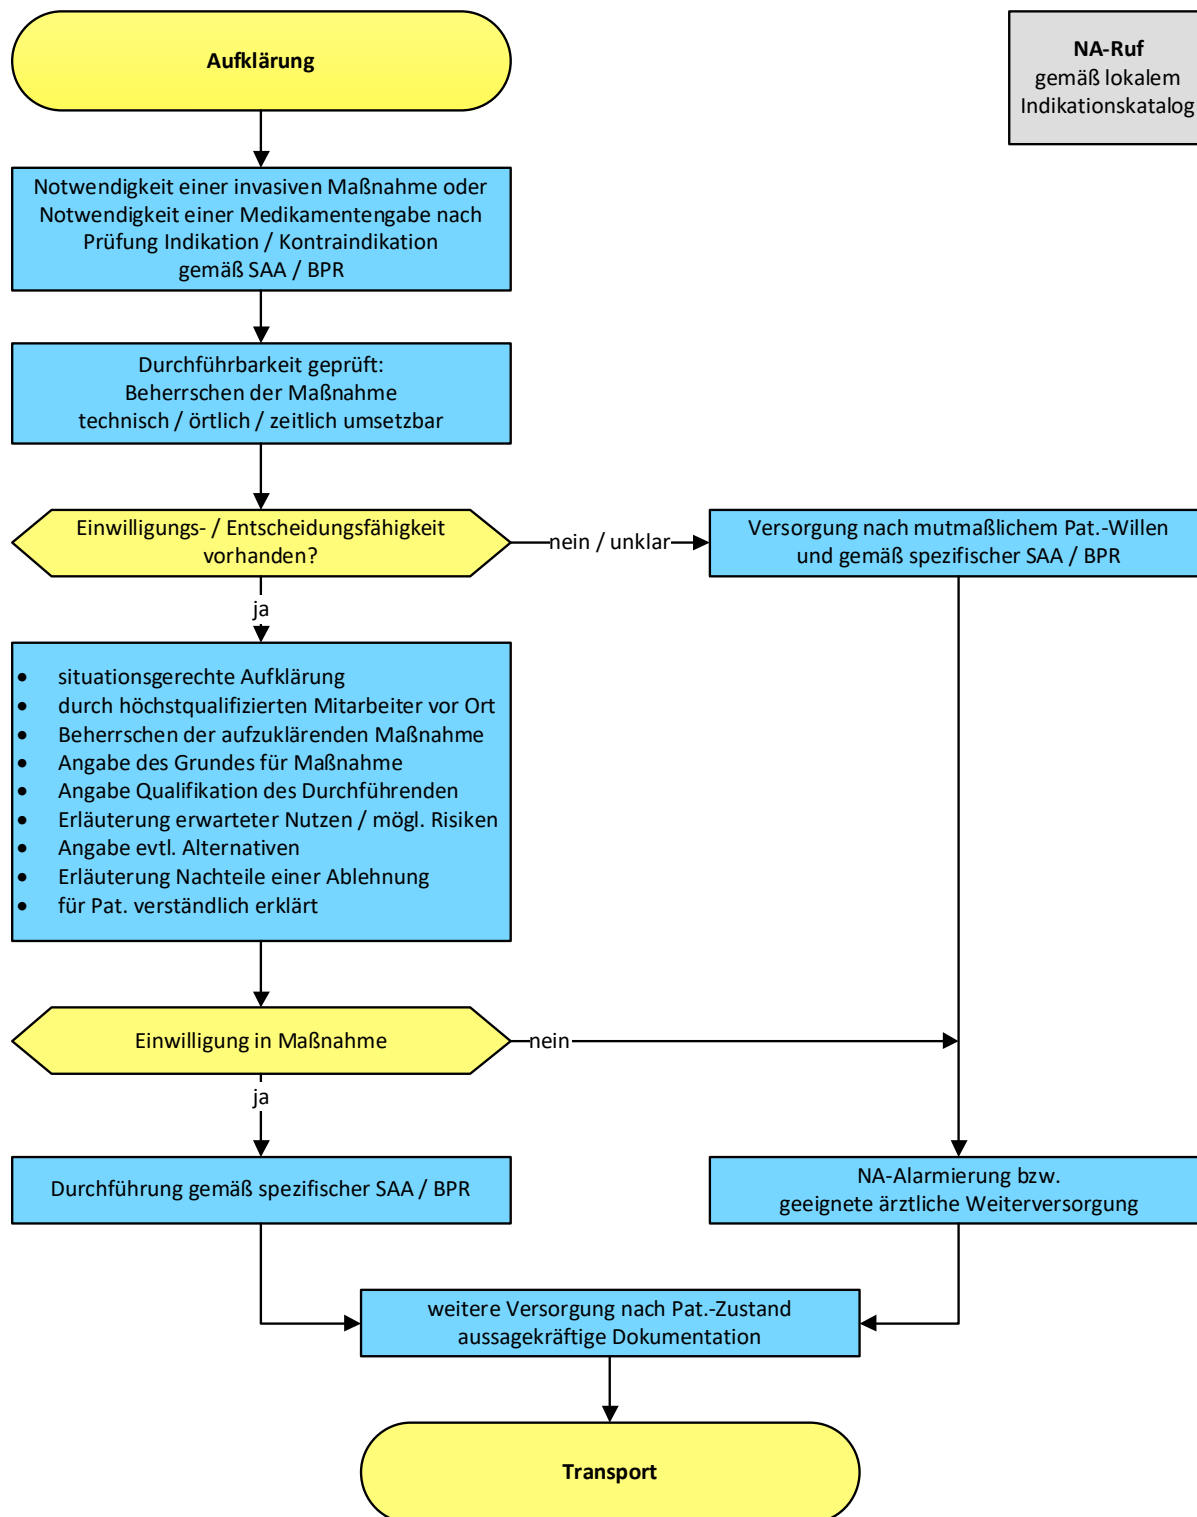 Aufklärung
NA-Ruf
gemäß lokalem
Indikationskatalog
Notwendigkeit einer invasiven Maßnahme oder
Notwendigkeit einer Medikamentengabe nach
Prüfung Indikation / Kontraindikation
gemäß SAA / BPR
Durchführbarkeit geprüft:
Beherrschen der Maßnahme
technisch / örtlich / zeitlich umsetzbar
Einwilligungs- / Entscheidungsfähigkeit
vorhanden?
nein / unklar
Versorgung nach mutmaßlichem Pat.-Willen
und gemäß spezifischer SAA / BPR
ja
• situationsgerechte Aufklärung
• durch höchstqualifizierten Mitarbeiter vor Ort
• Beherrschen der aufzuklärenden Maßnahme
• Angabe des Grundes für Maßnahme
• Angabe Qualifikation des Durchführenden
• Erläuterung erwarteter Nutzen / mögl. Risiken
• Angabe evtl. Alternativen
• Erläuterung Nachteile einer Ablehnung
• für Pat. verständlich erklärt
Einwilligung in Maßnahme
nein
ja
Durchführung gemäß spezifischer SAA / BPR
NA-Alarmierung bzw.
geeignete ärztliche Weiterversorgung
weitere Versorgung nach Pat.-Zustand
aussagekräftige Dokumentation
Transport